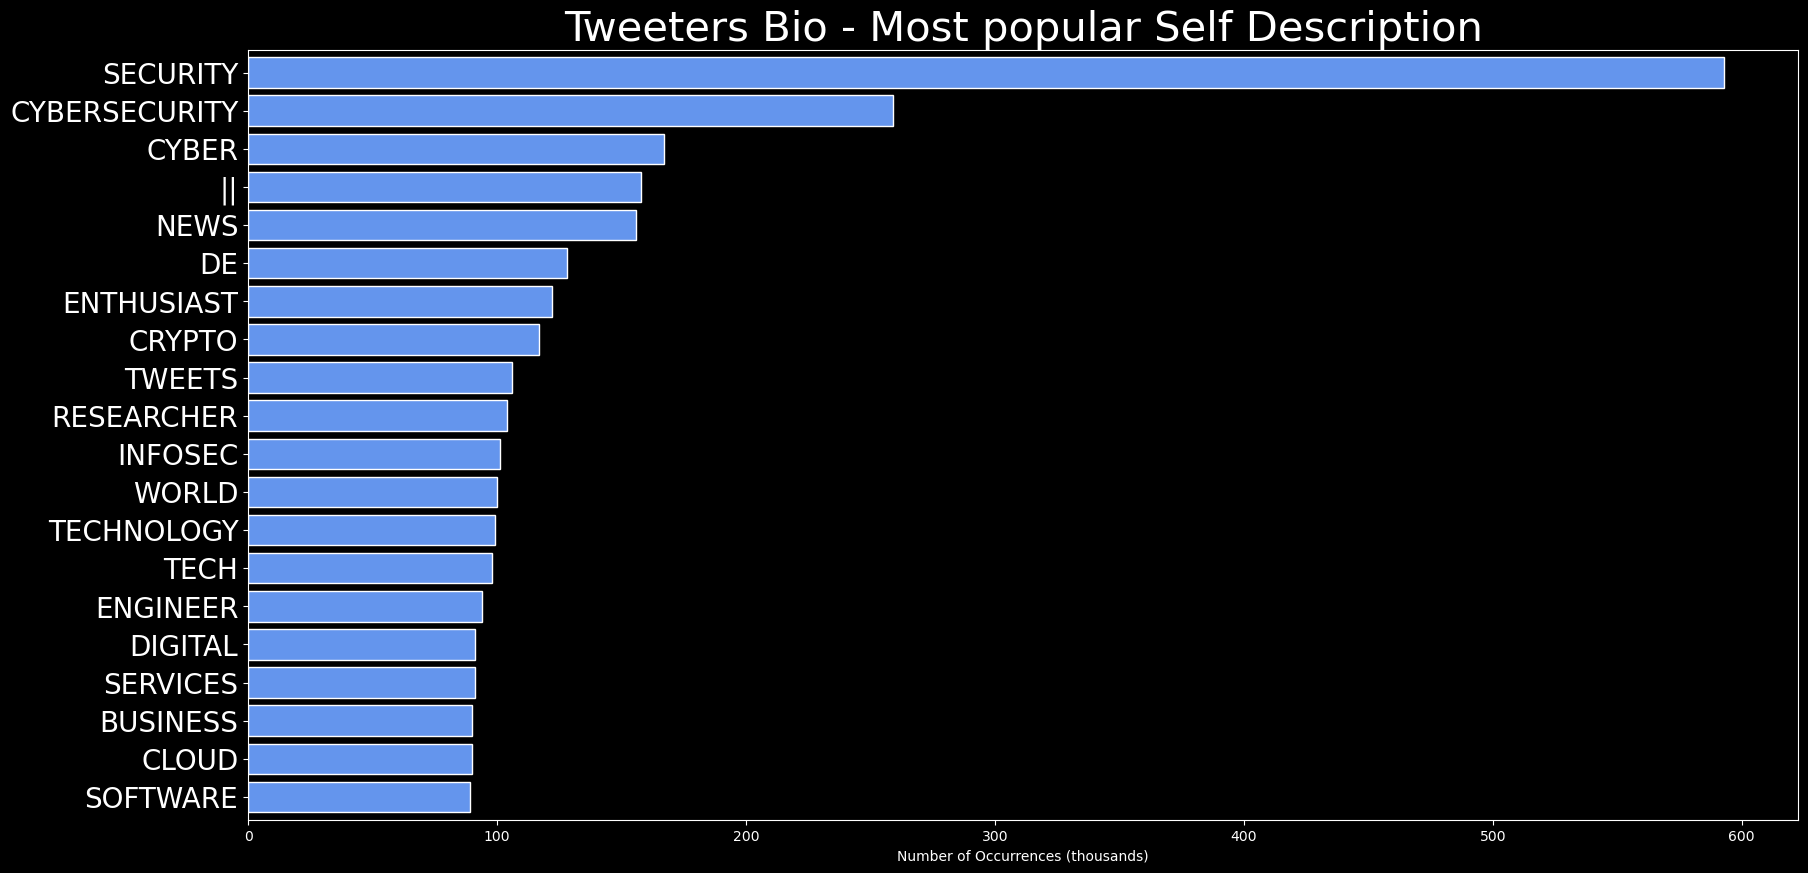 Tweeters Bio - Most popular Self Description
SECURITY
CYBERSECURITY
CYBER
||
NEWS
DE
ENTHUSIAST
CRYPTO
TWEETS
RESEARCHER
INFOSEC
WORLD
TECHNOLOGY
TECH
ENGINEER
DIGITAL
SERVICES
BUSINESS
CLOUD
SOFTWARE
0 100 200 300 400 500 600
Number of Occurrences (thousands)